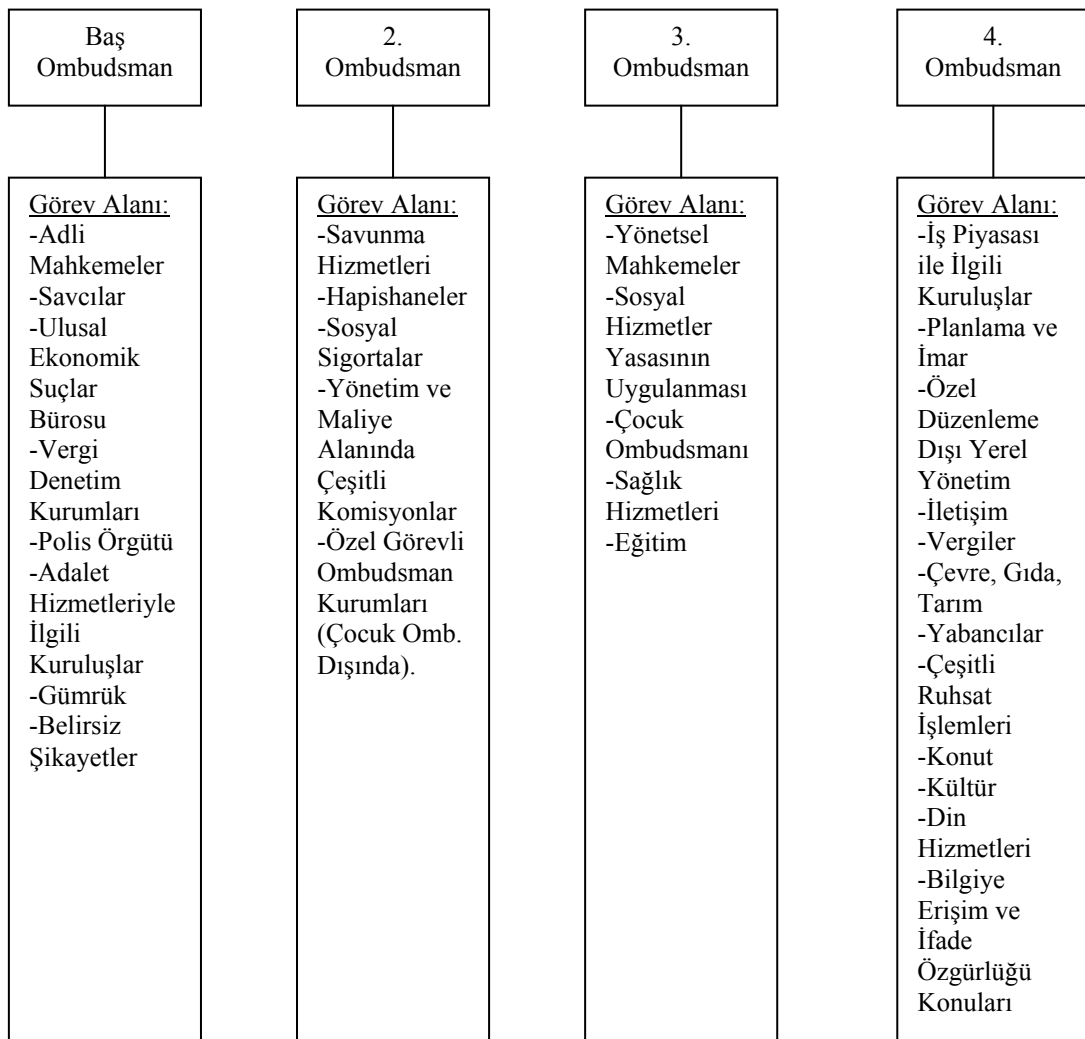 Baş
Ombudsman
2.
Ombudsman
3.
Ombudsman
4.
Ombudsman
Görev Alanı:
-Adli
Mahkemeler
-Savcılar
-Ulusal
Ekonomik
Suçlar
Bürosu
-Vergi
Denetim
Kurumları
-Polis Örgütü
-Adalet
Hizmetleriyle
İlgili
Kuruluşlar
-Gümrük
-Belirsiz
Şikayetler
Görev Alanı:
-Savunma
Hizmetleri
-Hapishaneler
-Sosyal
Sigortalar
-Yönetim ve
Maliye
Alanında
Çeşitli
Komisyonlar
-Özel Görevli
Ombudsman
Kurumları
(Çocuk Omb.
Dışında).
Görev Alanı:
-Yönetsel
Mahkemeler
-Sosyal
Hizmetler
Yasasının
Uygulanması
-Çocuk
Ombudsmanı
-Sağlık
Hizmetleri
-Eğitim
Görev Alanı:
-İş Piyasası
ile İlgili
Kuruluşlar
-Planlama ve
İmar
-Özel
Düzenleme
Dışı Yerel
Yönetim
-İletişim
-Vergiler
-Çevre, Gıda,
Tarım
-Yabancılar
-Çeşitli
Ruhsat
İşlemleri
-Konut
-Kültür
-Din
Hizmetleri
-Bilgiye
Erişim ve
İfade
Özgürlüğü
Konuları